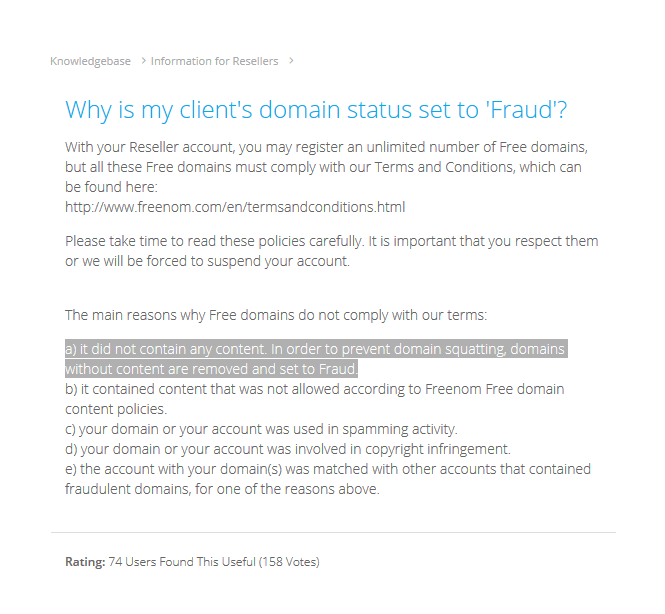 Knowledgebase > Information for Resellers >
Why is my client's domain status set to 'Fraud'?
With your Reseller account, you may register an unlimited number of Free domains,
but all these Free domains must comply with our Terms and Conditions, which can
be found here:
http://www.freenom.com/en/termsandconditions.html
Please take time to read these policies carefully. It is important that you respect them
or we will be forced to suspend your account.
The main reasons why Free domains do not comply with our terms:
a) it did not contain any content. In order to prevent domain squatting, domains
without content are removed and set to Fraud.
b) it contained content that was not allowed according to Freenom Free domain
content policies.
c) your domain or your account was used in spamming activity.
d) your domain or your account was involved in copyright infringement.
e) the account with your domain(s) was matched with other accounts that contained
fraudulent domains, for one of the reasons above.
Rating: 74 Users Found This Useful (158 Votes)